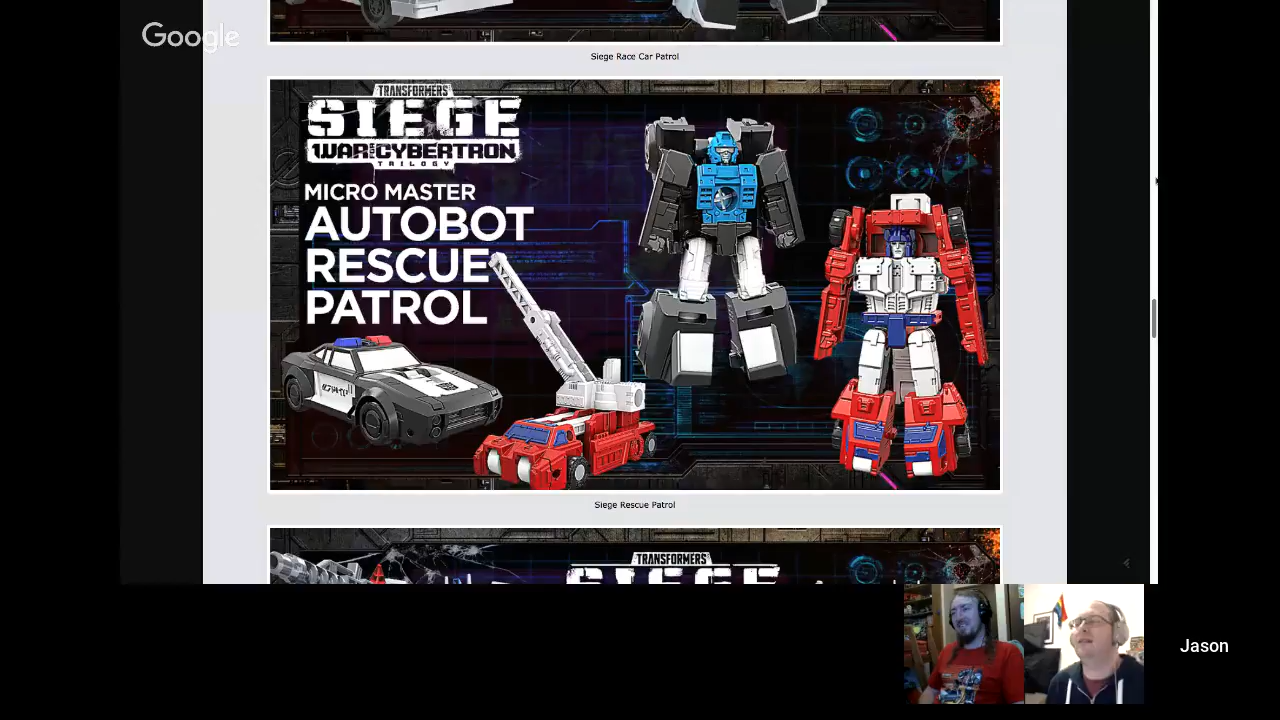 Google
Siege Race Car Patrol
TRANSFORMERS
SIEGE
WAR FOR CYBERTRON
TRILOGY
MICRO MASTER
AUTOBOT
RESCUE
PATROL
Siege Rescue Patrol
TRANSFORMERS
SIEGE
Jason